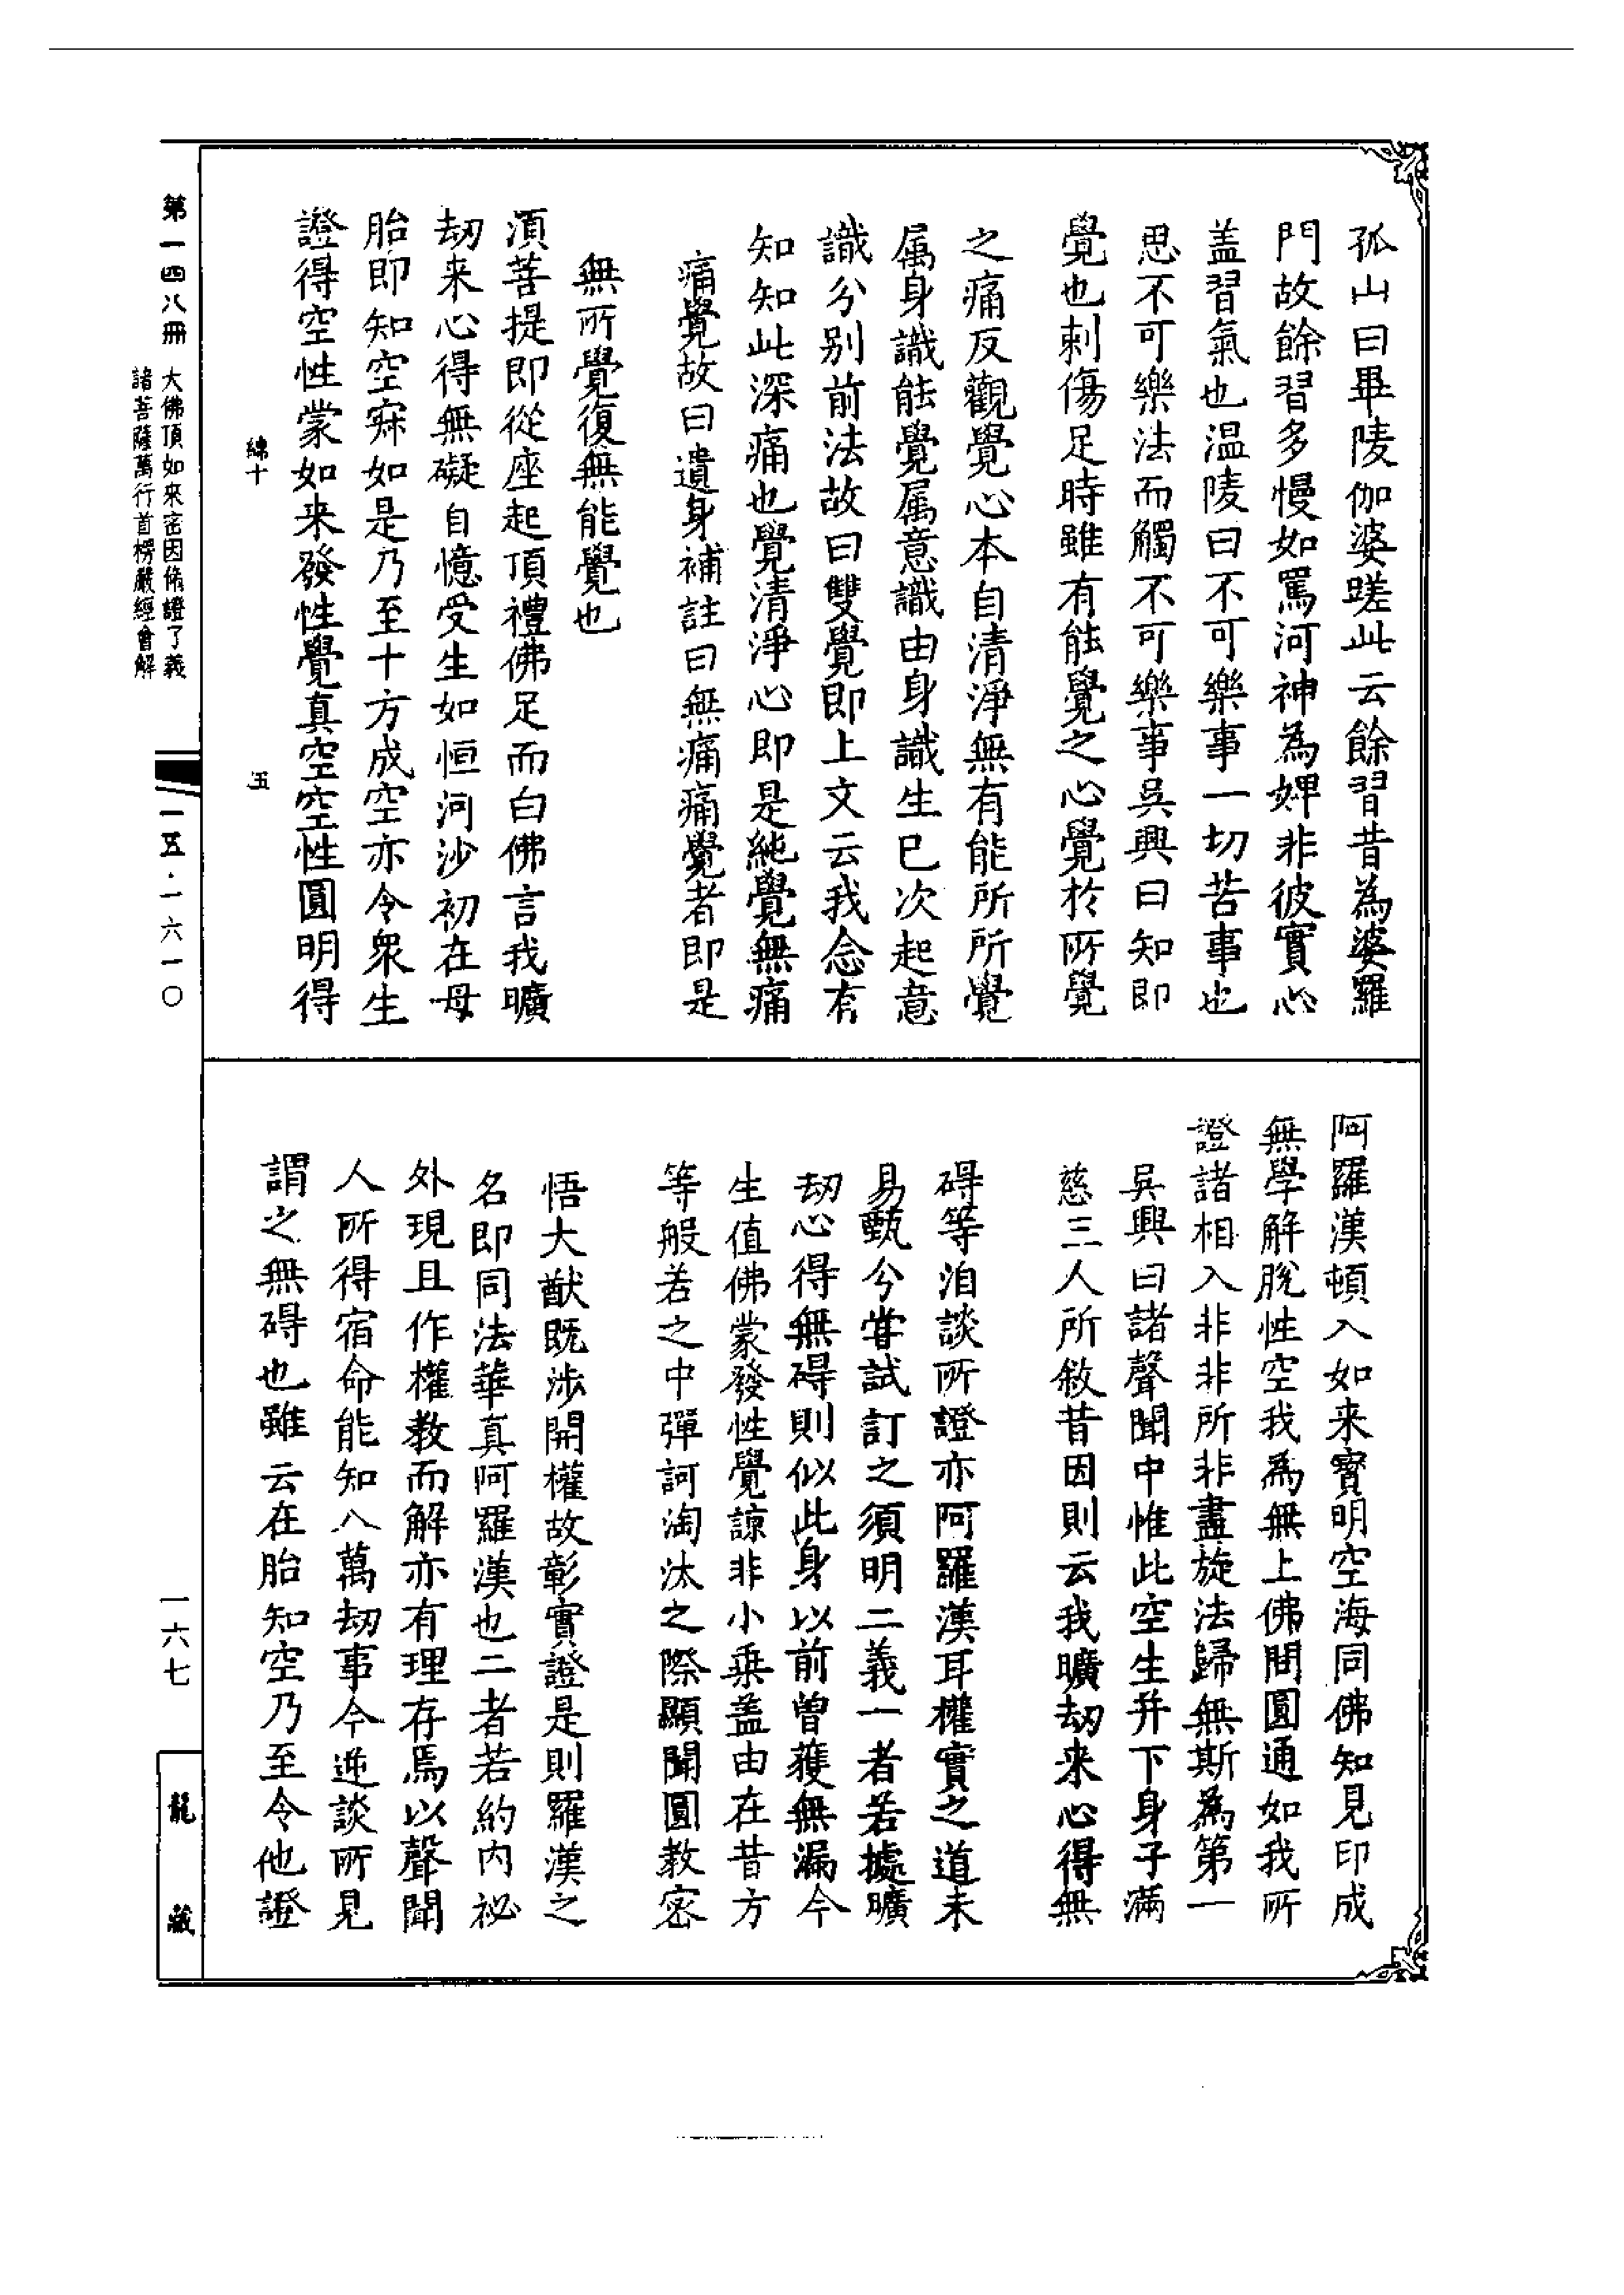 孤山曰畢陵伽婆蹉此云餘習昔為婆羅
門故餘習多慢如罵河神為婢非彼實心
盖習氣也温陵曰不可樂事一切苦事也
思不可樂法而觸不可樂事吳興曰知即
覺也刺傷足時雖有能覺之心覺於所覺
之痛反觀覺心本自清淨無有能所所覺
属身識能覺属意識由身識生已次起意
識分别前法故曰雙覺即上文云我念有
知知此深痛也覺清淨心即是純覺無痛
痛覺故曰遺身補註曰無痛痛覺者即是
無所覺復無能覺也
須菩提即從座起頂禮佛足而白佛言我曠
劫来心得無礙自憶受生如恒河沙初在母
胎即知空寂如是乃至十方成空亦令衆生
證得空性蒙如来發性覺真空空性圓明得
綿十
五
阿羅漢頓入如来寶明空海同佛知見印成
無學解脫性空我為無上佛問圓通如我所
證諸相入非非所非盡旋法歸無斯為第一
吳興曰諸聲聞中惟此空生并下身子滿
慈三人所敘昔因則云我曠劫来心得無
碍等洎談所證亦阿羅漢耳權實之道未
易甄分甞試訂之須明二義一者若㨿曠
劫心得無碍則似此身以前曽獲無漏今
生值佛蒙發性覺諒非小乗盖由在昔方
等般若之中彈訶淘汰之際顯聞圓教密
悟大猷既涉開權故彰實證是則羅漢之
名即同法華真阿羅漢也二者若約内祕
外現且作權教而解亦有理存焉以聲聞
人所得宿命能知八萬劫事今迹談所見
謂之無碍也雖云在胎知空乃至令他證
第一四八冊
大佛頂如來密因脩證了義
諸菩薩萬行首楞嚴經會解
一五·一六一〇
一六七
龍藏